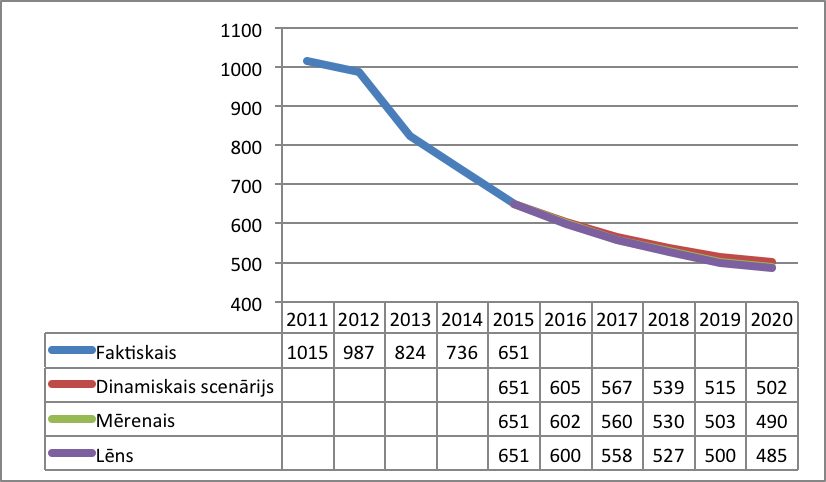 1100
1000
900
800
700
600
500
400
2011 2012 2013 2014 2015 2016 2017 2018 2019 2020
Faktiskais 1015 987 824 736 651
Dinamiskais scenārijs 651 605 567 539 515 502
Mērenais 651 602 560 530 503 490
Lēns 651 600 558 527 500 485